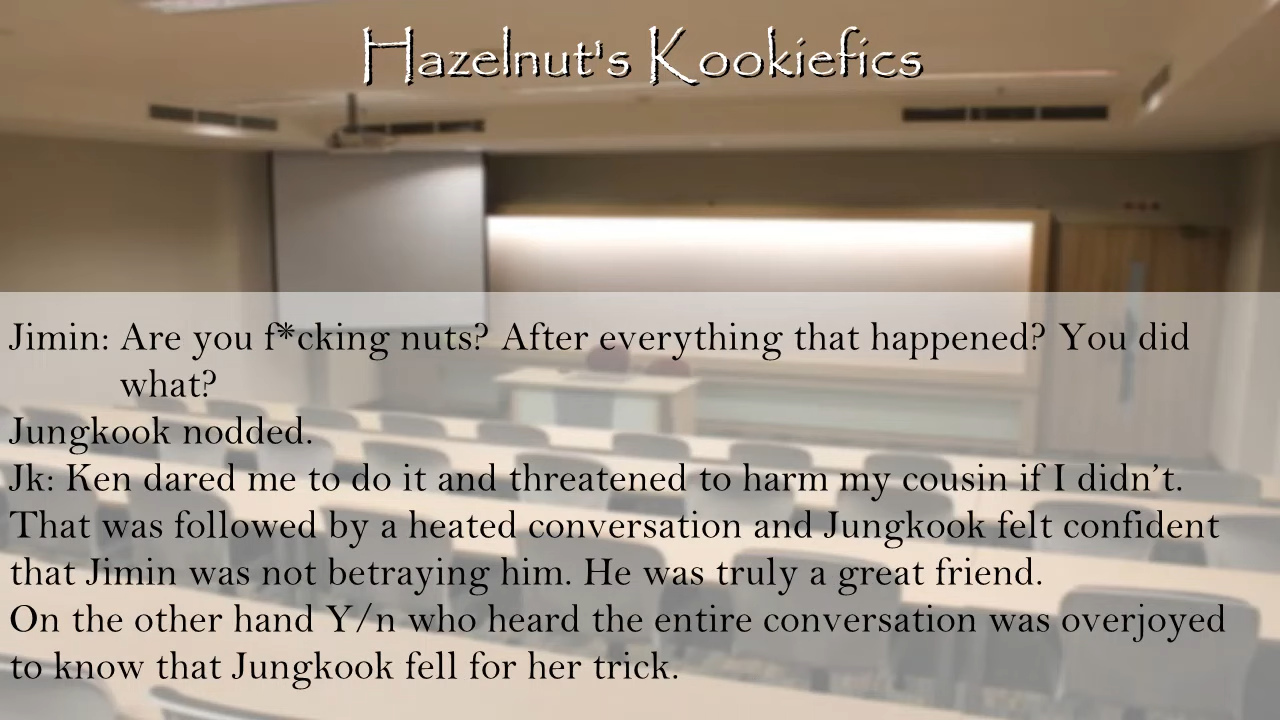 Hazelnut's Kookiefics
Jimin: Are you f*cking nuts? After everything that happened? You did
what?
Jungkook nodded.
Jk: Ken dared me to do it and threatened to harm my cousin if I didn’t.
That was followed by a heated conversation and Jungkook felt confident
that Jimin was not betraying him. He was truly a great friend.
On the other hand Y/n who heard the entire conversation was overjoyed
to know that Jungkook fell for her trick.